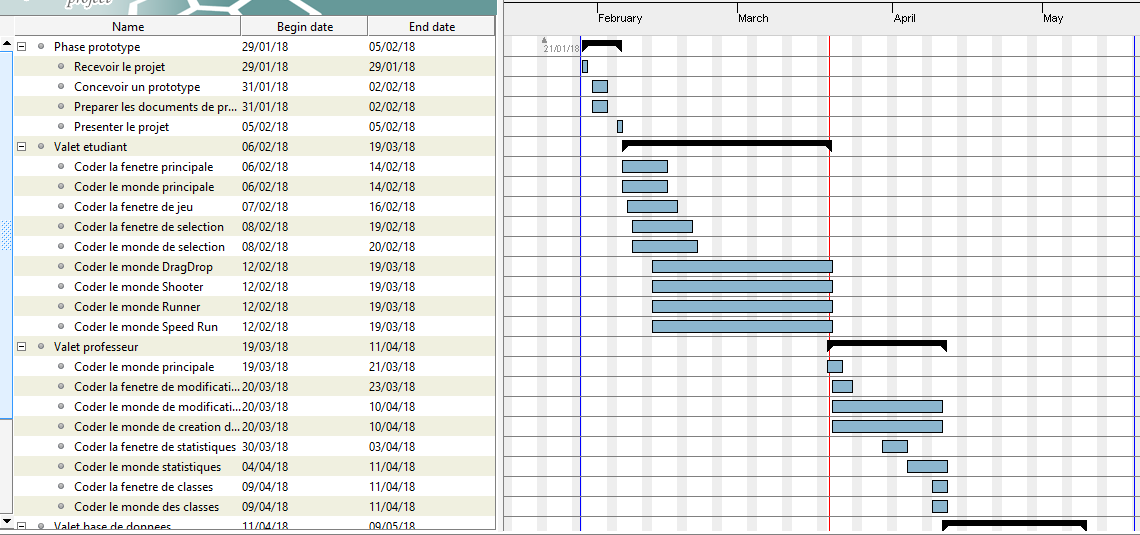 project
February March April May
Name Begin date End date
21/01/18
Phase prototype 29/01/18 05/02/18
Recevoir le projet 29/01/18 29/01/18
Concevoir un prototype 31/01/18 02/02/18
Preparer les documents de pr... 31/01/18 02/02/18
Presenter le projet 05/02/18 05/02/18
Valet etudiant 06/02/18 19/03/18
Coder la fenetre principale 06/02/18 14/02/18
Coder le monde principale 06/02/18 14/02/18
Coder la fenetre de jeu 07/02/18 16/02/18
Coder la fenetre de selection 08/02/18 19/02/18
Coder le monde de selection 08/02/18 20/02/18
Coder le monde DragDrop 12/02/18 19/03/18
Coder le monde Shooter 12/02/18 19/03/18
Coder le monde Runner 12/02/18 19/03/18
Coder le monde Speed Run 12/02/18 19/03/18
Valet professeur 19/03/18 11/04/18
Coder le monde principale 19/03/18 21/03/18
Coder la fenetre de modificati... 20/03/18 23/03/18
Coder le monde de modificati... 20/03/18 10/04/18
Coder le monde de creation d... 20/03/18 10/04/18
Coder la fenetre de statistiques 30/03/18 03/04/18
Coder le monde statistiques 04/04/18 11/04/18
Coder la fenetre de classes 09/04/18 11/04/18
Coder le monde des classes 09/04/18 11/04/18
Valet base de donnees 11/04/18 09/05/18